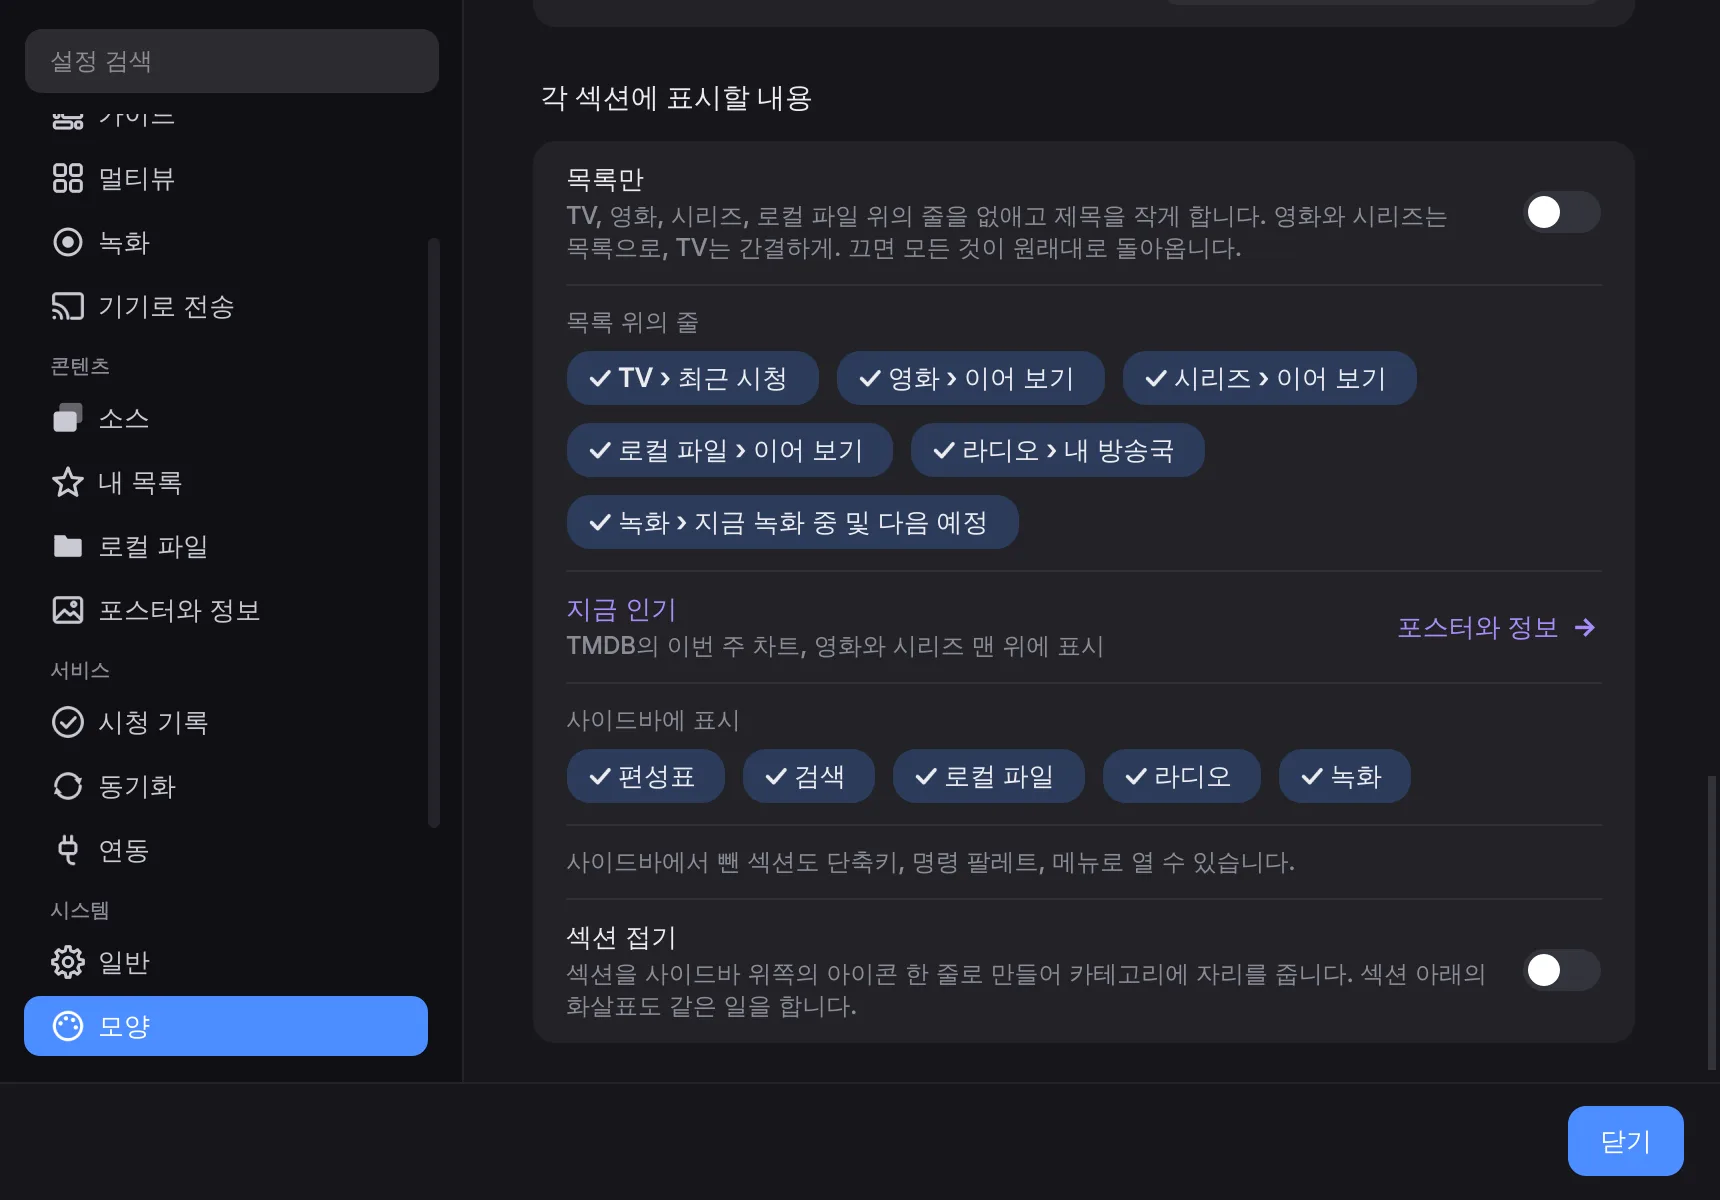 설정 검색
가이드
멀티뷰
녹화
기기로 전송
콘텐츠
소스
내 목록
로컬 파일
포스터와 정보
서비스
시청 기록
동기화
연동
시스템
일반
모양
각 섹션에 표시할 내용
목록만
TV, 영화, 시리즈, 로컬 파일 위의 줄을 없애고 제목을 작게 합니다. 영화와 시리즈는
목록으로, TV는 간결하게. 끄면 모든 것이 원래대로 돌아옵니다.
목록 위의 줄
TV › 최근 시청
영화 › 이어 보기
시리즈 › 이어 보기
로컬 파일 › 이어 보기
라디오 › 내 방송국
녹화 › 지금 녹화 중 및 다음 예정
지금 인기
TMDB의 이번 주 차트, 영화와 시리즈 맨 위에 표시
포스터와 정보 →
사이드바에 표시
편성표
검색
로컬 파일
라디오
녹화
사이드바에서 뺀 섹션도 단축키, 명령 팔레트, 메뉴로 열 수 있습니다.
섹션 접기
섹션을 사이드바 위쪽의 아이콘 한 줄로 만들어 카테고리에 자리를 줍니다. 섹션 아래의
화살표도 같은 일을 합니다.
닫기